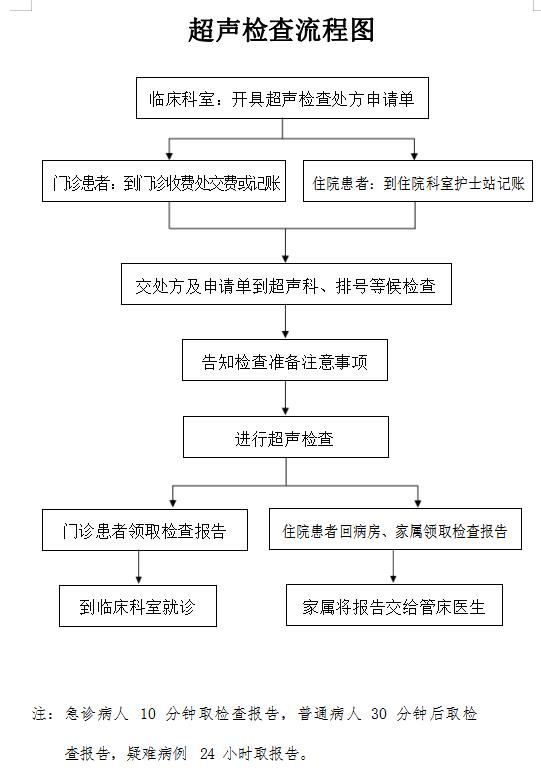 超声检查流程图
临床科室：开具超声检查处方申请单
门诊患者：到门诊收费处交费或记账
住院患者：到住院科室护士站记账
交处方及申请单到超声科、排号等候检查
告知检查准备注意事项
进行超声检查
门诊患者领取检查报告
住院患者回病房、家属领取检查报告
到临床科室就诊
家属将报告交给管床医生
注：急诊病人 10 分钟取检查报告，普通病人 30 分钟后取检
查报告，疑难病例 24 小时取报告。